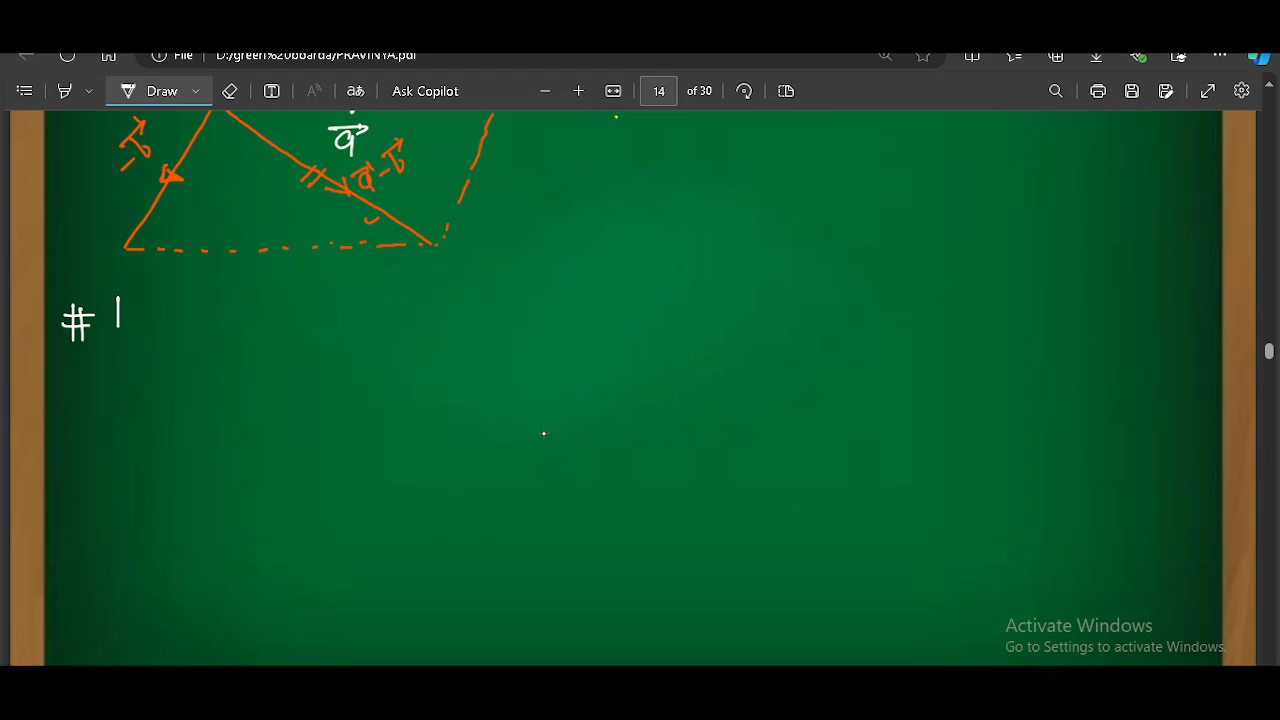 File D:/green%20boarda/PRAVINYA.pdf
Draw Ask Copilot 14 of 30
a⃗
-b⃗
a⃗-b⃗
# |
Activate Windows
Go to Settings to activate Windows.